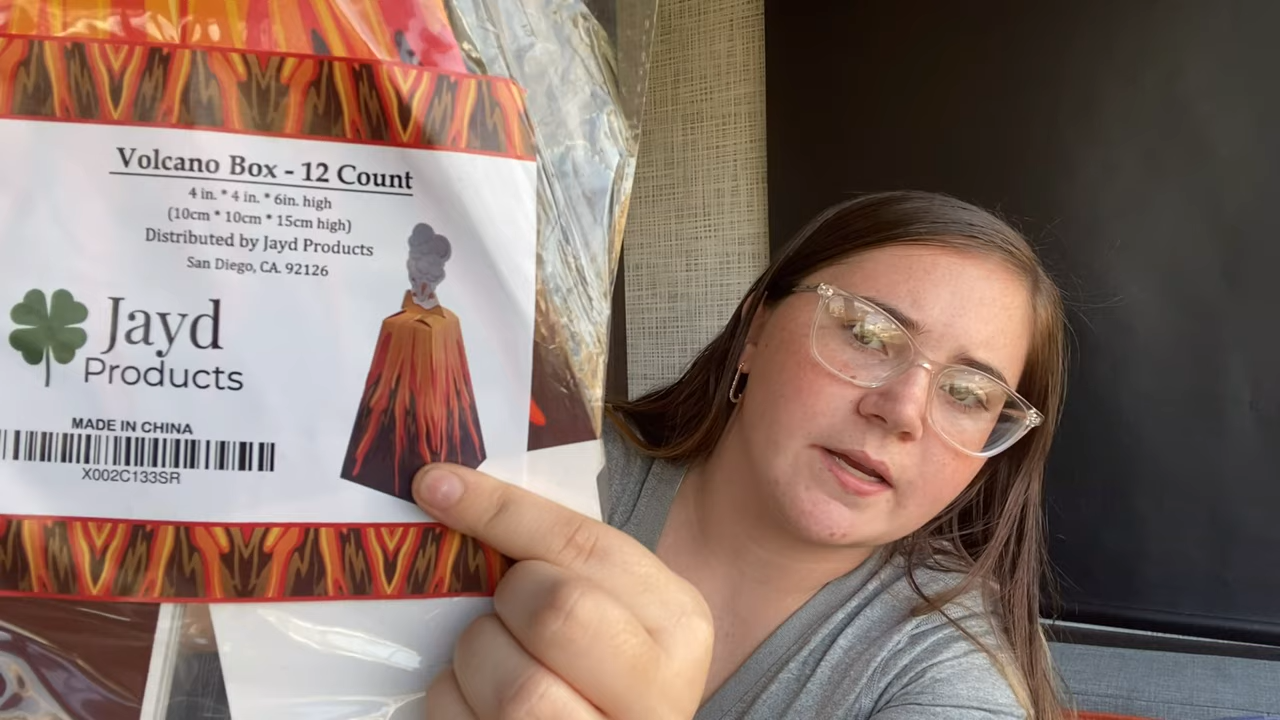 Volcano Box - 12 Count
4 in. * 4 in. * 6in. high
(10cm * 10cm * 15cm high)
Distributed by Jayd Products
San Diego, CA. 92126
Jayd
Products
MADE IN CHINA
X002C133SR